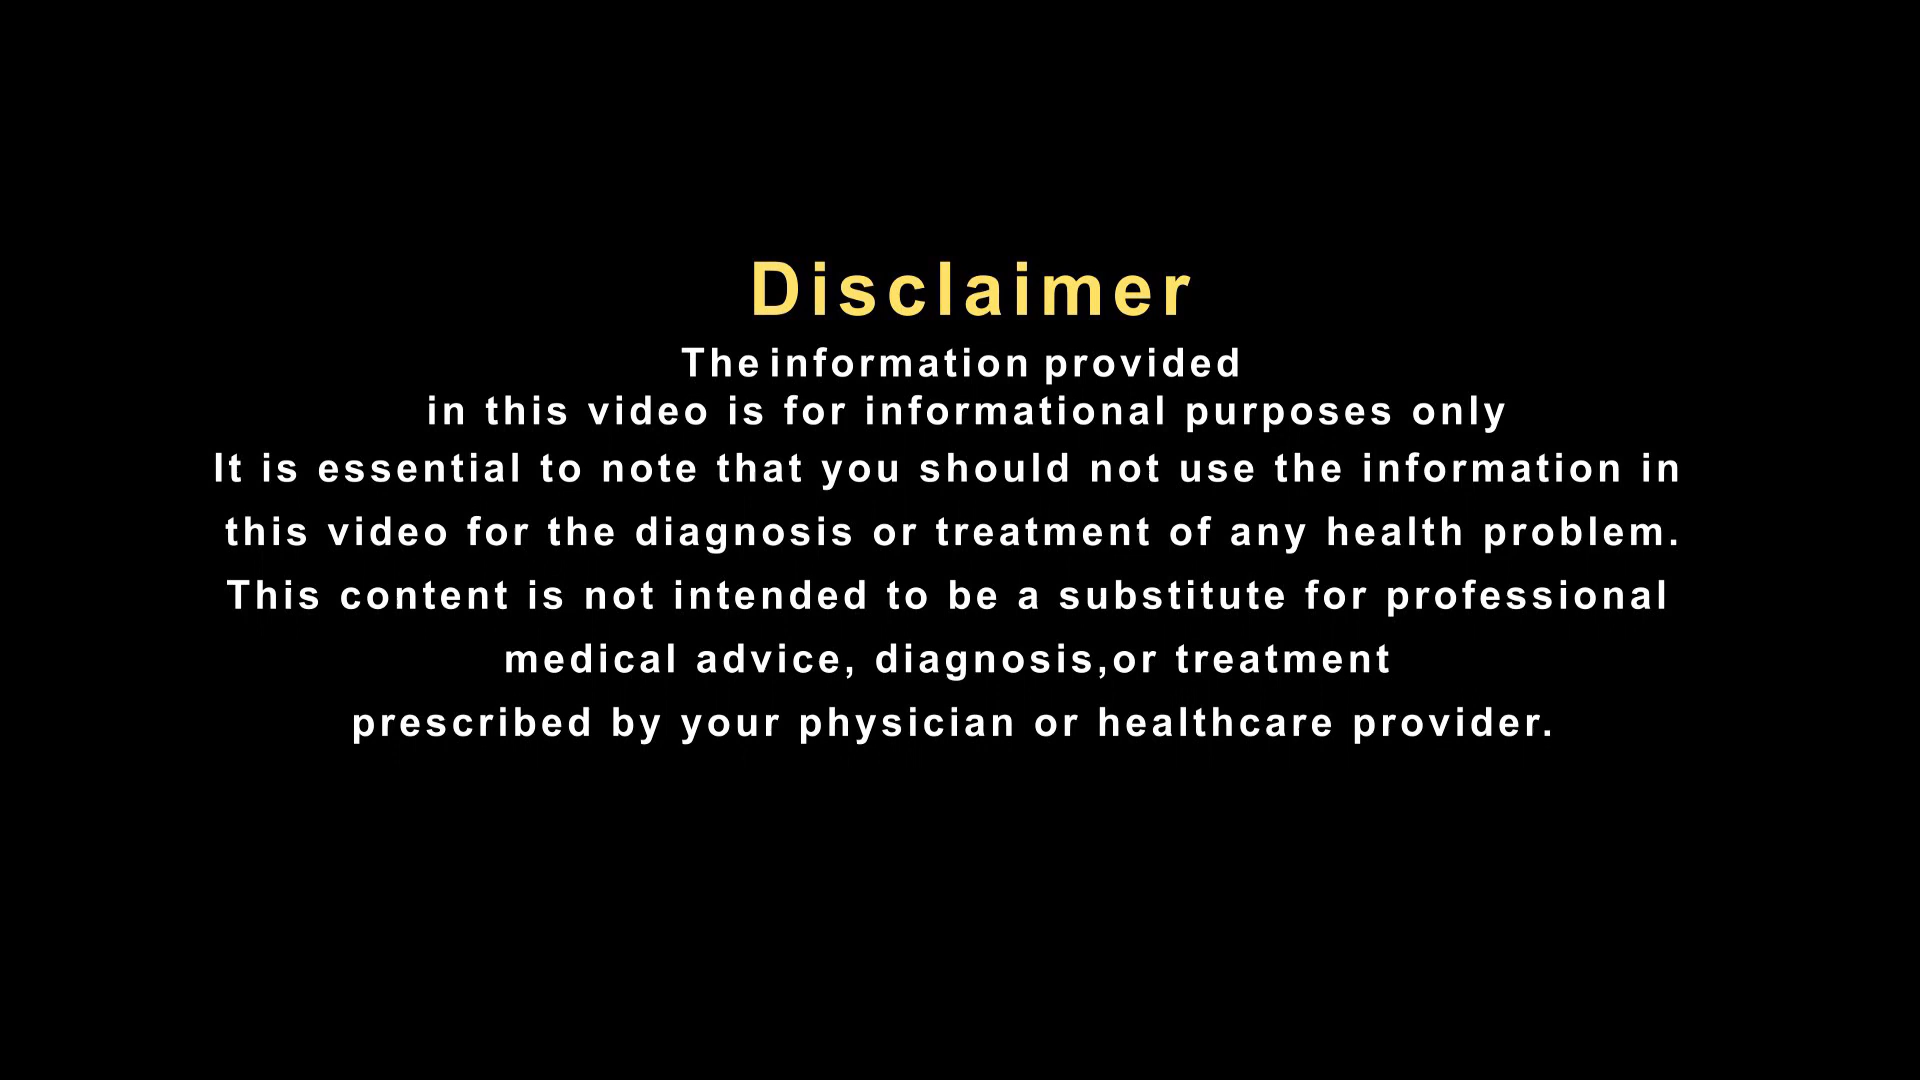 Disclaimer
The information provided
in this video is for informational purposes only
It is essential to note that you should not use the information in
this video for the diagnosis or treatment of any health problem.
This content is not intended to be a substitute for professional
medical advice, diagnosis,or treatment
prescribed by your physician or healthcare provider.